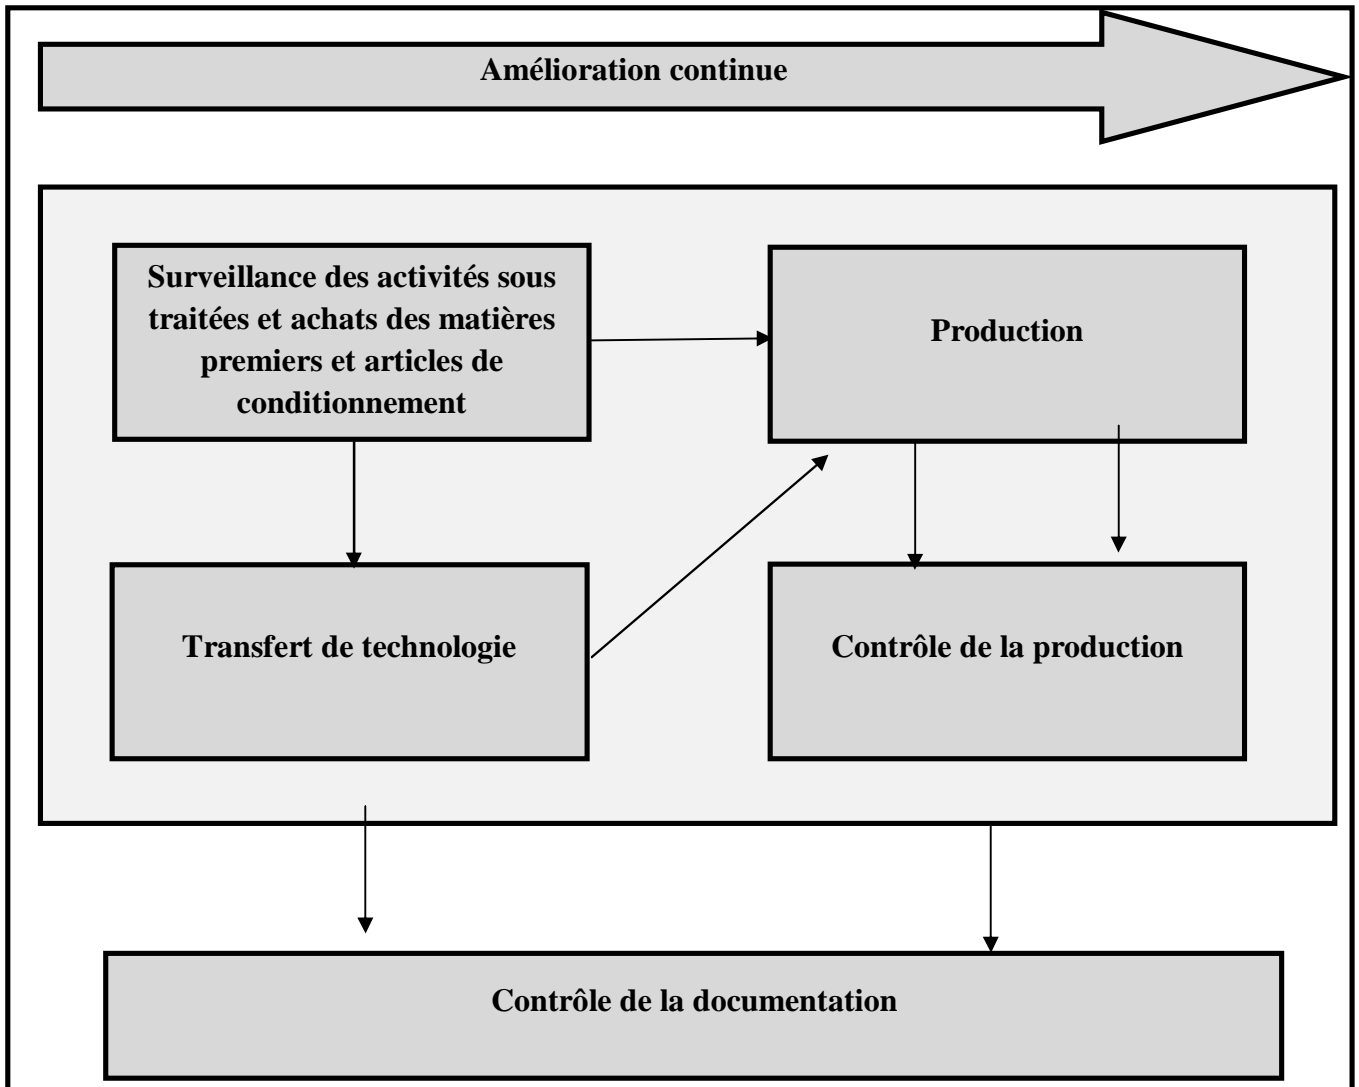 Amélioration continue
Surveillance des activités sous
traitées et achats des matières
premiers et articles de
conditionnement
Production
Transfert de technologie
Contrôle de la production
Contrôle de la documentation